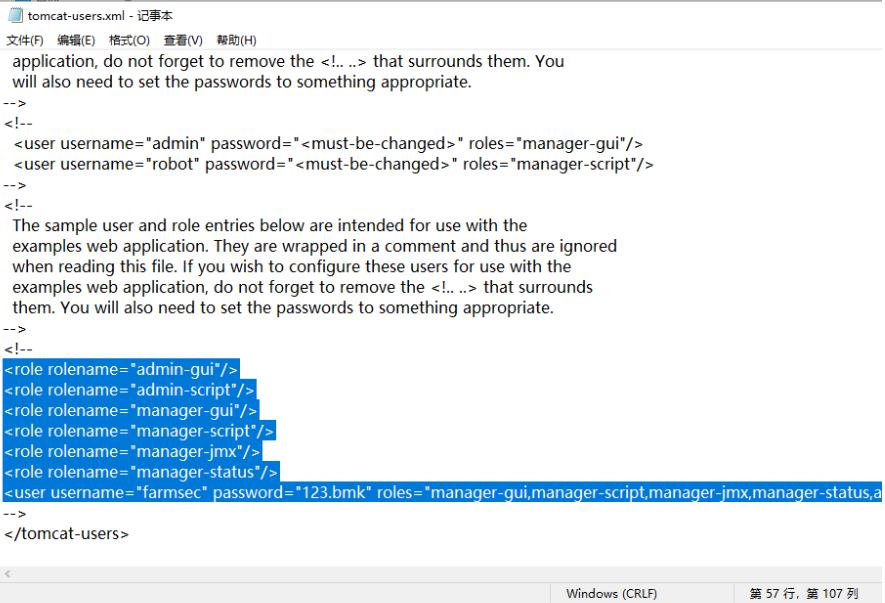 tomcat-users.xml - 记事本
文件(F) 编辑(E) 格式(O) 查看(V) 帮助(H)
application, do not forget to remove the <!.. ..> that surrounds them. You
will also need to set the passwords to something appropriate.
-->
<!--
<user username="admin" password="<must-be-changed>" roles="manager-gui"/>
<user username="robot" password="<must-be-changed>" roles="manager-script"/>
-->
<!--
The sample user and role entries below are intended for use with the
examples web application. They are wrapped in a comment and thus are ignored
when reading this file. If you wish to configure these users for use with the
examples web application, do not forget to remove the <!.. ..> that surrounds
them. You will also need to set the passwords to something appropriate.
-->
<!--
<role rolename="admin-gui"/>
<role rolename="admin-script"/>
<role rolename="manager-gui"/>
<role rolename="manager-script"/>
<role rolename="manager-jmx"/>
<role rolename="manager-status"/>
<user username="farmsec" password="123.bmk" roles="manager-gui,manager-script,manager-jmx,manager-status,a
-->
</tomcat-users>
Windows (CRLF) 第 57 行，第 107 列